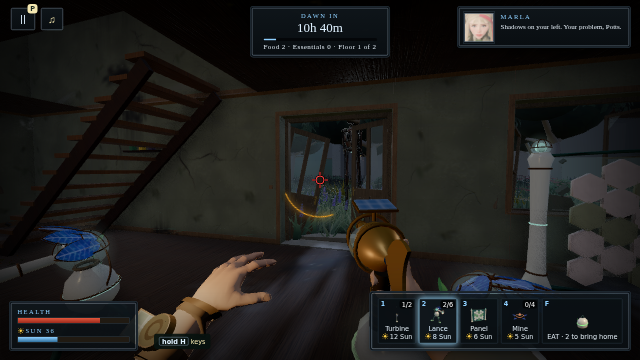 P
DAWN IN
10h 40m
Food 2 · Essentials 0 · Floor 1 of 2
MARLA
Shadows on your left. Your problem, Potts.
HEALTH
SUN 56
hold H keys
1 1/2
Turbine
12 Sun
2 2/6
Lance
8 Sun
3
Panel
6 Sun
4 0/4
Mine
5 Sun
F
EAT · 2 to bring home